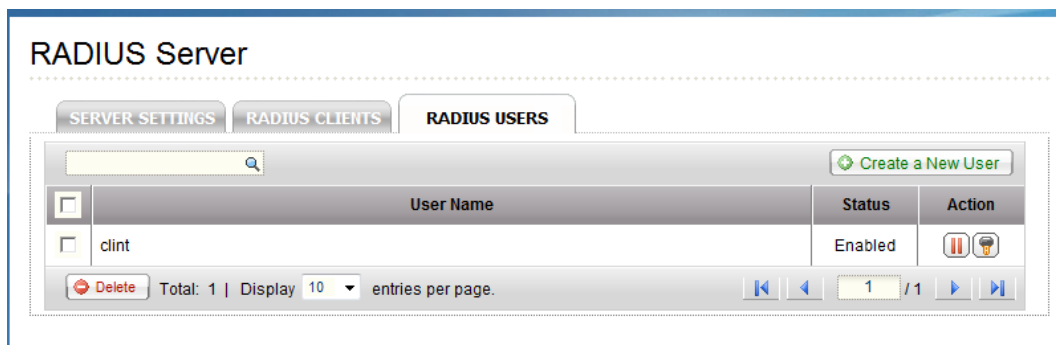 RADIUS Server
SERVER SETTINGS RADIUS CLIENTS RADIUS USERS
Create a New User
User Name Status Action
clint Enabled
Delete Total: 1 | Display 10 entries per page. 1 / 1